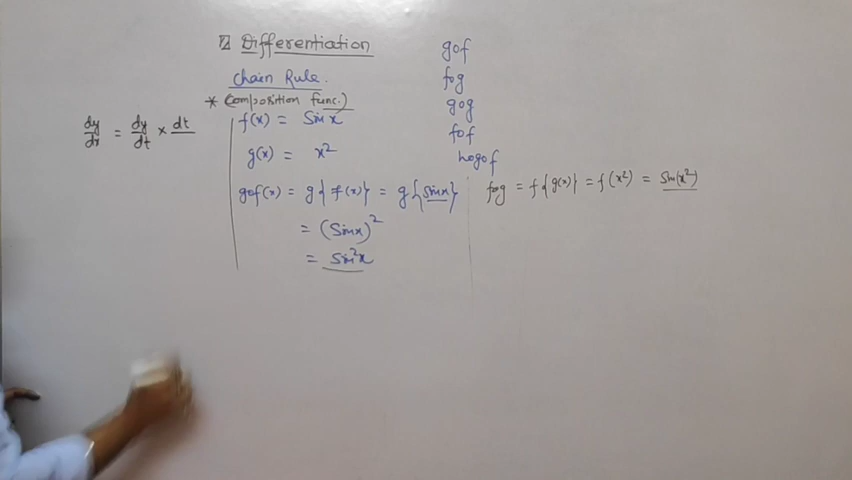 Differentiation
Chain Rule.
* (Composition func.)
dy/dx = dy/dt × dt
f(x) = Sin x
g(x) = x²
gof(x) = g{f(x)} = g{sinx}
= (Sinx)²
= Sin²x
gof
fog
gog
fof
hogof
fog = f{g(x)} = f(x²) = Sin(x²)